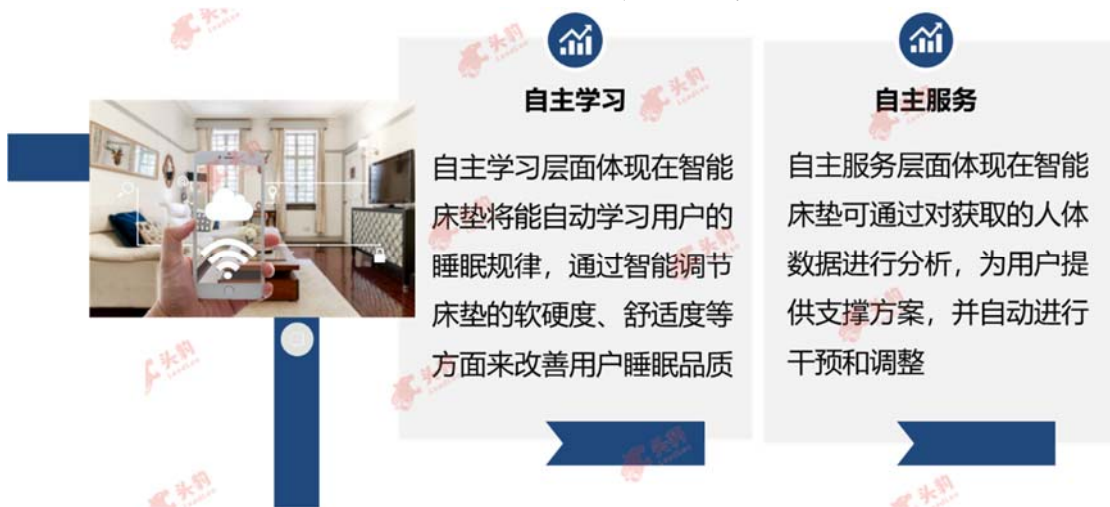 自主学习
自主学习层面体现在智能
床垫将能自动学习用户的
睡眠规律，通过智能调节
床垫的软硬度、舒适度等
方面来改善用户睡眠品质
自主服务
自主服务层面体现在智能
床垫可通过对获取的人体
数据进行分析，为用户提
供支撑方案，并自动进行
干预和调整
头豹
LeadLeo